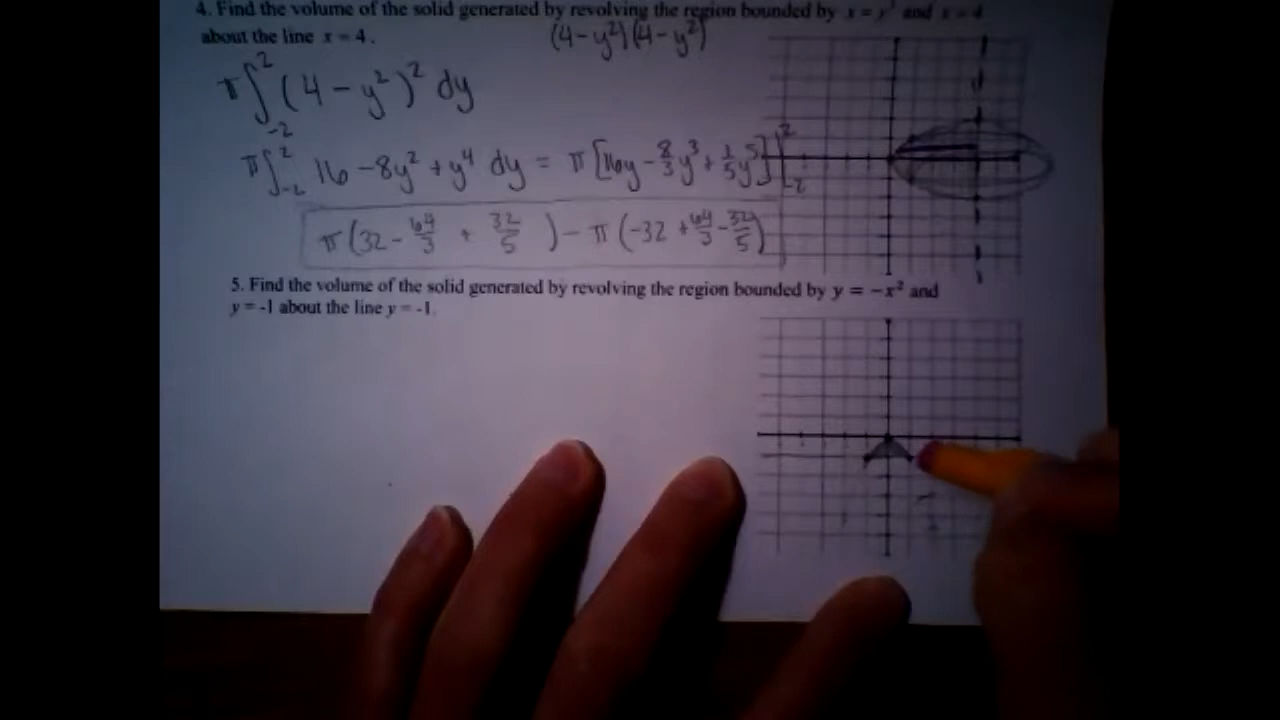 4. Find the volume of the solid generated by revolving the region bounded by x = y² and x = 4
about the line x = 4.
(4-y²)(4-y²)
π∫₋₂² (4 - y²)² dy
π∫₋₂² 16 - 8y² + y⁴ dy = π[16y - 8/3 y³ + 1/5 y⁵]|₋₂²
π(32 - 64/3 + 32/5) - π(-32 + 64/3 - 32/5)
5. Find the volume of the solid generated by revolving the region bounded by y = -x² and
y = -1 about the line y = -1.